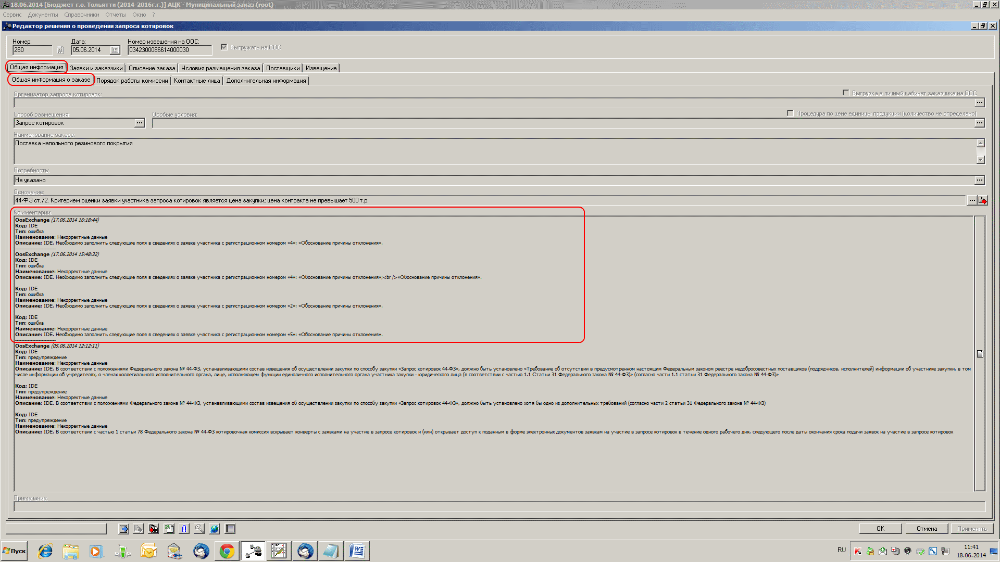 18.06.2014 [Бюджет г.о. Тольятти (2014-2016г.г.)] АЦК - Муниципальный заказ (root)
Сервис Документы Справочники Отчеты Окно ?
Редактор решения о проведении запроса котировок
Номер: Дата: Номер извещения на ООС:
260 # 05.06.2014 15 0342300086614000030 Выгружать на ООС
Общая информация Заявки и заказчики Описание заказа Условия размещения заказа Поставщики Извещение
Общая информация о заказе Порядок работы комиссии Контактные лица Дополнительная информация
Организатор запроса котировок: Выгрузка в личный кабинет заказчика на ООС
...
Способ размещения: Особые условия: Процедура по цене единицы продукции (количество не определено)
Запрос котировок ... ...
Наименование заказа:
Поставка напольного резинового покрытия
Потребность:
Не указано ...
Основание:
44-ФЗ ст.72. Критерием оценки заявки участника запроса котировок является цена закупки; цена контракта не превышает 500 т.р. ...
Комментарии:
OosExchange (17.06.2014 16:18:44)
Код: IDE
Тип: ошибка
Наименование: Некорректные данные
Описание: IDE. Необходимо заполнить следующие поля в сведениях о заявке участника с регистрационном номером «4»: «Обоснование причины отклонения».
--------------------------
OosExchange (17.06.2014 15:48:32)
Код: IDE
Тип: ошибка
Наименование: Некорректные данные
Описание: IDE. Необходимо заполнить следующие поля в сведениях о заявке участника с регистрационном номером «4»: «Обоснование причины отклонения»;<br />«Обоснование причины отклонения».
Код: IDE
Тип: ошибка
Наименование: Некорректные данные
Описание: IDE. Необходимо заполнить следующие поля в сведениях о заявке участника с регистрационном номером «2»: «Обоснование причины отклонения».
Код: IDE
Тип: ошибка
Наименование: Некорректные данные
Описание: IDE. Необходимо заполнить следующие поля в сведениях о заявке участника с регистрационном номером «5»: «Обоснование причины отклонения».
--------------------------
OosExchange (05.06.2014 12:12:11)
Код: IDE
Тип: предупреждение
Наименование: Некорректные данные
Описание: IDE. В соответствии с положениями Федерального закона № 44-ФЗ, устанавливающими состав извещения об осуществлении закупки по способу закупки «Запрос котировок 44-ФЗ», должно быть установлено «Требование об отсутствии в предусмотренном настоящим Федеральным законом реестре недобросовестных поставщиков (подрядчиков, исполнителей) информации об участнике закупки, в том
числе информации об учредителях, о членах коллегиального исполнительного органа, лице, исполняющем функции единоличного исполнительного органа участника закупки - юридического лица (в соответствии с частью 1.1 Статьи 31 Федерального закона № 44-ФЗ)» (согласно части 1.1 статьи 31 Федерального закона № 44-ФЗ)»
Код: IDE
Тип: предупреждение
Наименование: Некорректные данные
Описание: IDE. В соответствии с положениями Федерального закона № 44-ФЗ, устанавливающими состав извещения об осуществлении закупки по способу закупки «Запрос котировок 44-ФЗ», должно быть установлено хотя бы одно из дополнительных требований (согласно части 2 статьи 31 Федерального закона № 44-ФЗ)
Код: IDE
Тип: предупреждение
Наименование: Некорректные данные
Описание: IDE. В соответствии с частью 1 статьи 78 Федерального закона № 44-ФЗ котировочная комиссия вскрывает конверты с заявками на участие в запросе котировок и (или) открывает доступ к поданным в форме электронных документов заявкам на участие в запросе котировок в течение одного рабочего дня, следующего после даты окончания срока подачи заявок на участие в запросе котировок
Примечание:
OK Отмена Применить
Пуск RU 11:41
18.06.2014